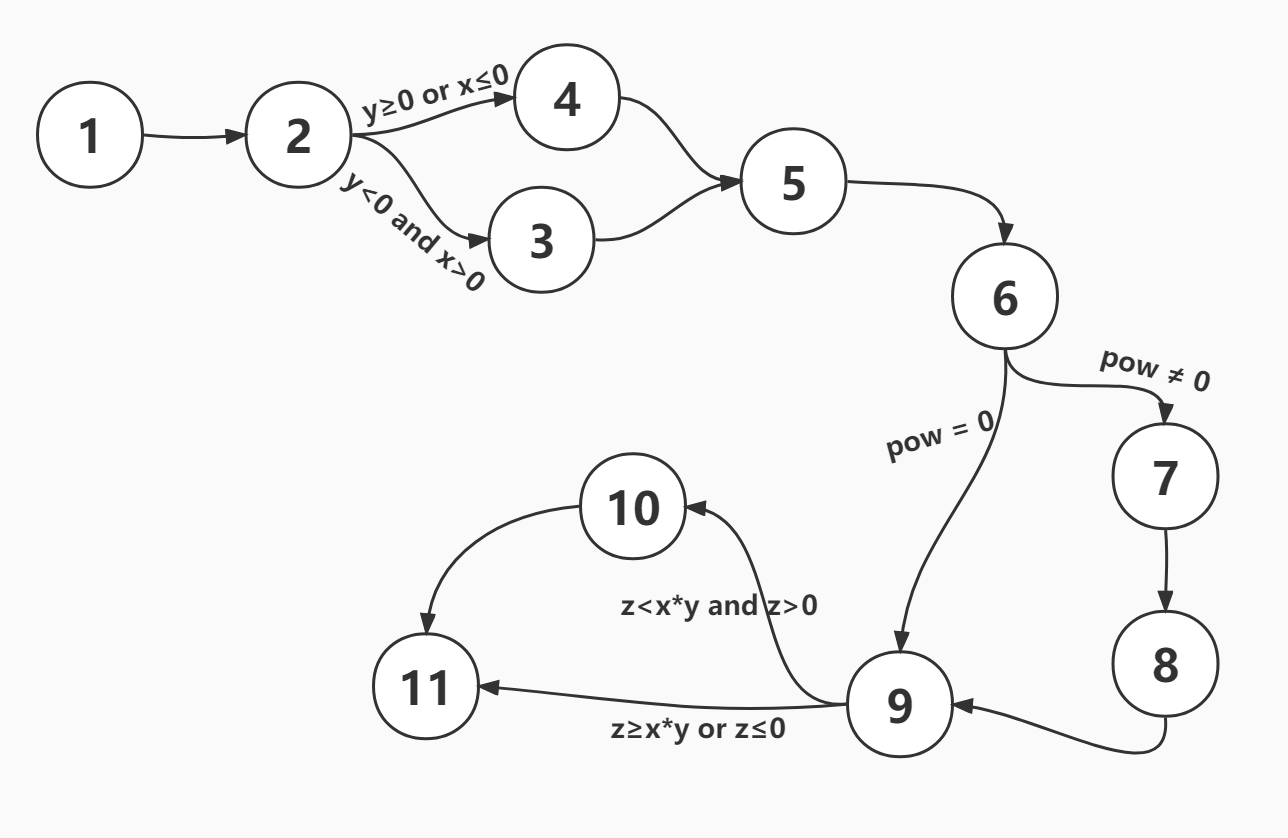 1
2
y≥0 or x≤0
4
y<0 and x>0
3
5
6
pow ≠ 0
pow = 0
7
10
z<x*y and z>0
8
11
9
z≥x*y or z≤0